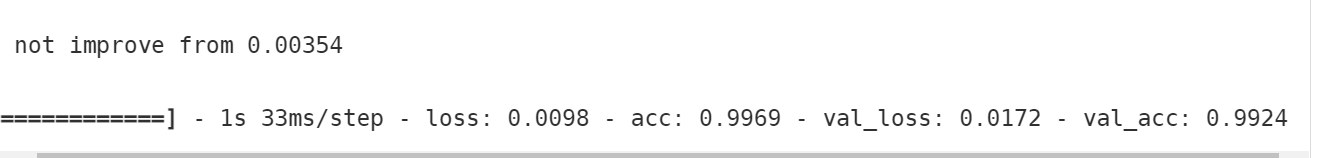 not improve from 0.00354
============] - 1s 33ms/step - loss: 0.0098 - acc: 0.9969 - val_loss: 0.0172 - val_acc: 0.9924